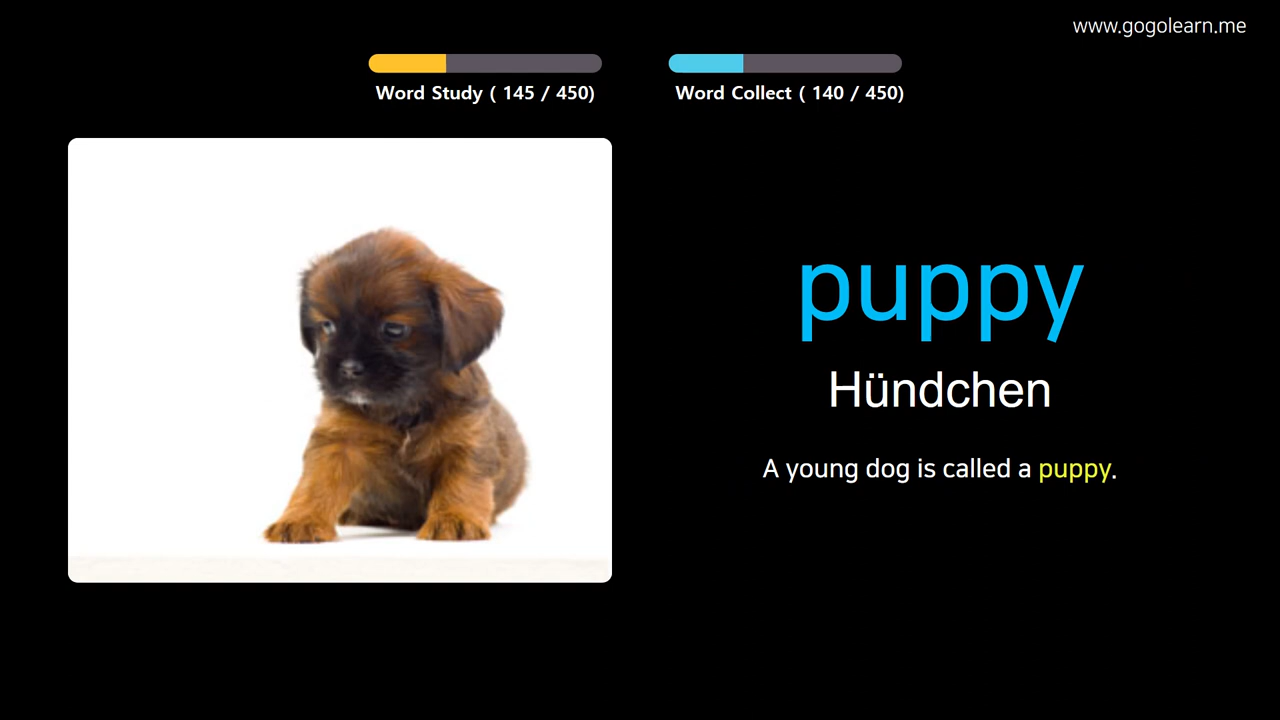 www.gogolearn.me
Word Study ( 145 / 450)
Word Collect ( 140 / 450)
puppy
Hündchen
A young dog is called a puppy.